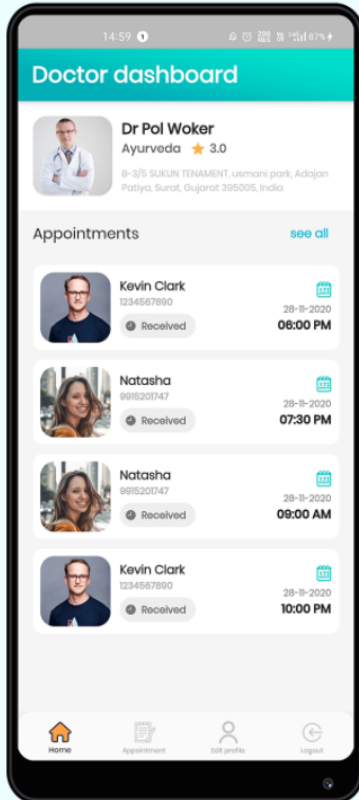 14:59 1 87%
Doctor dashboard
Dr Pol Woker
Ayurveda 3.0
B-3/5 SUKUN TENAMENT, usmani park, Adajan
Patiya, Surat, Gujarat 395005, India
Appointments see all
Kevin Clark
1234567890
28-11-2020
Received
06:00 PM
Natasha
9915201747
28-11-2020
Received
07:30 PM
Natasha
9915201747
28-11-2020
Received
09:00 AM
Kevin Clark
1234567890
28-11-2020
Received
10:00 PM
Home Appointment Edit profile Logout